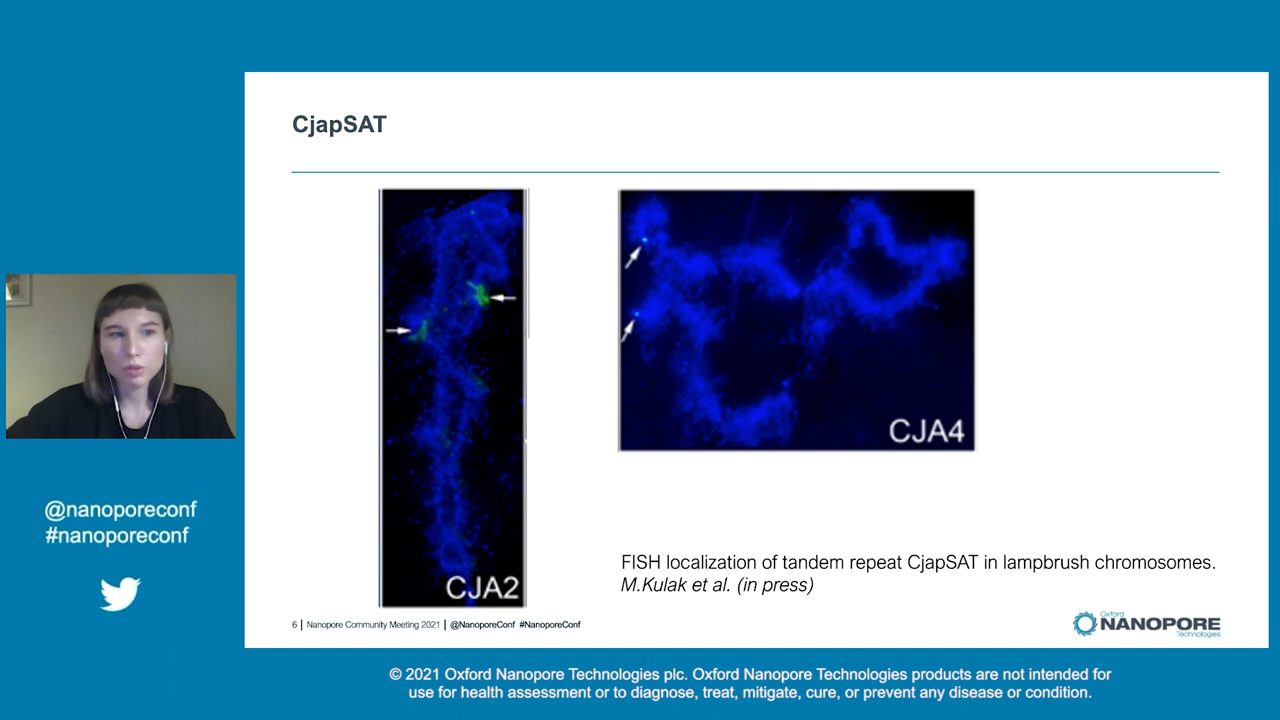 CjapSAT
CJA2
CJA4
FISH localization of tandem repeat CjapSAT in lampbrush chromosomes.
M.Kulak et al. (in press)
@nanoporeconf
#nanoporeconf
6 | Nanopore Community Meeting 2021 | @NanoporeConf #NanoporeConf
Oxford
NANOPORE
Technologies
© 2021 Oxford Nanopore Technologies plc. Oxford Nanopore Technologies products are not intended for
use for health assessment or to diagnose, treat, mitigate, cure, or prevent any disease or condition.